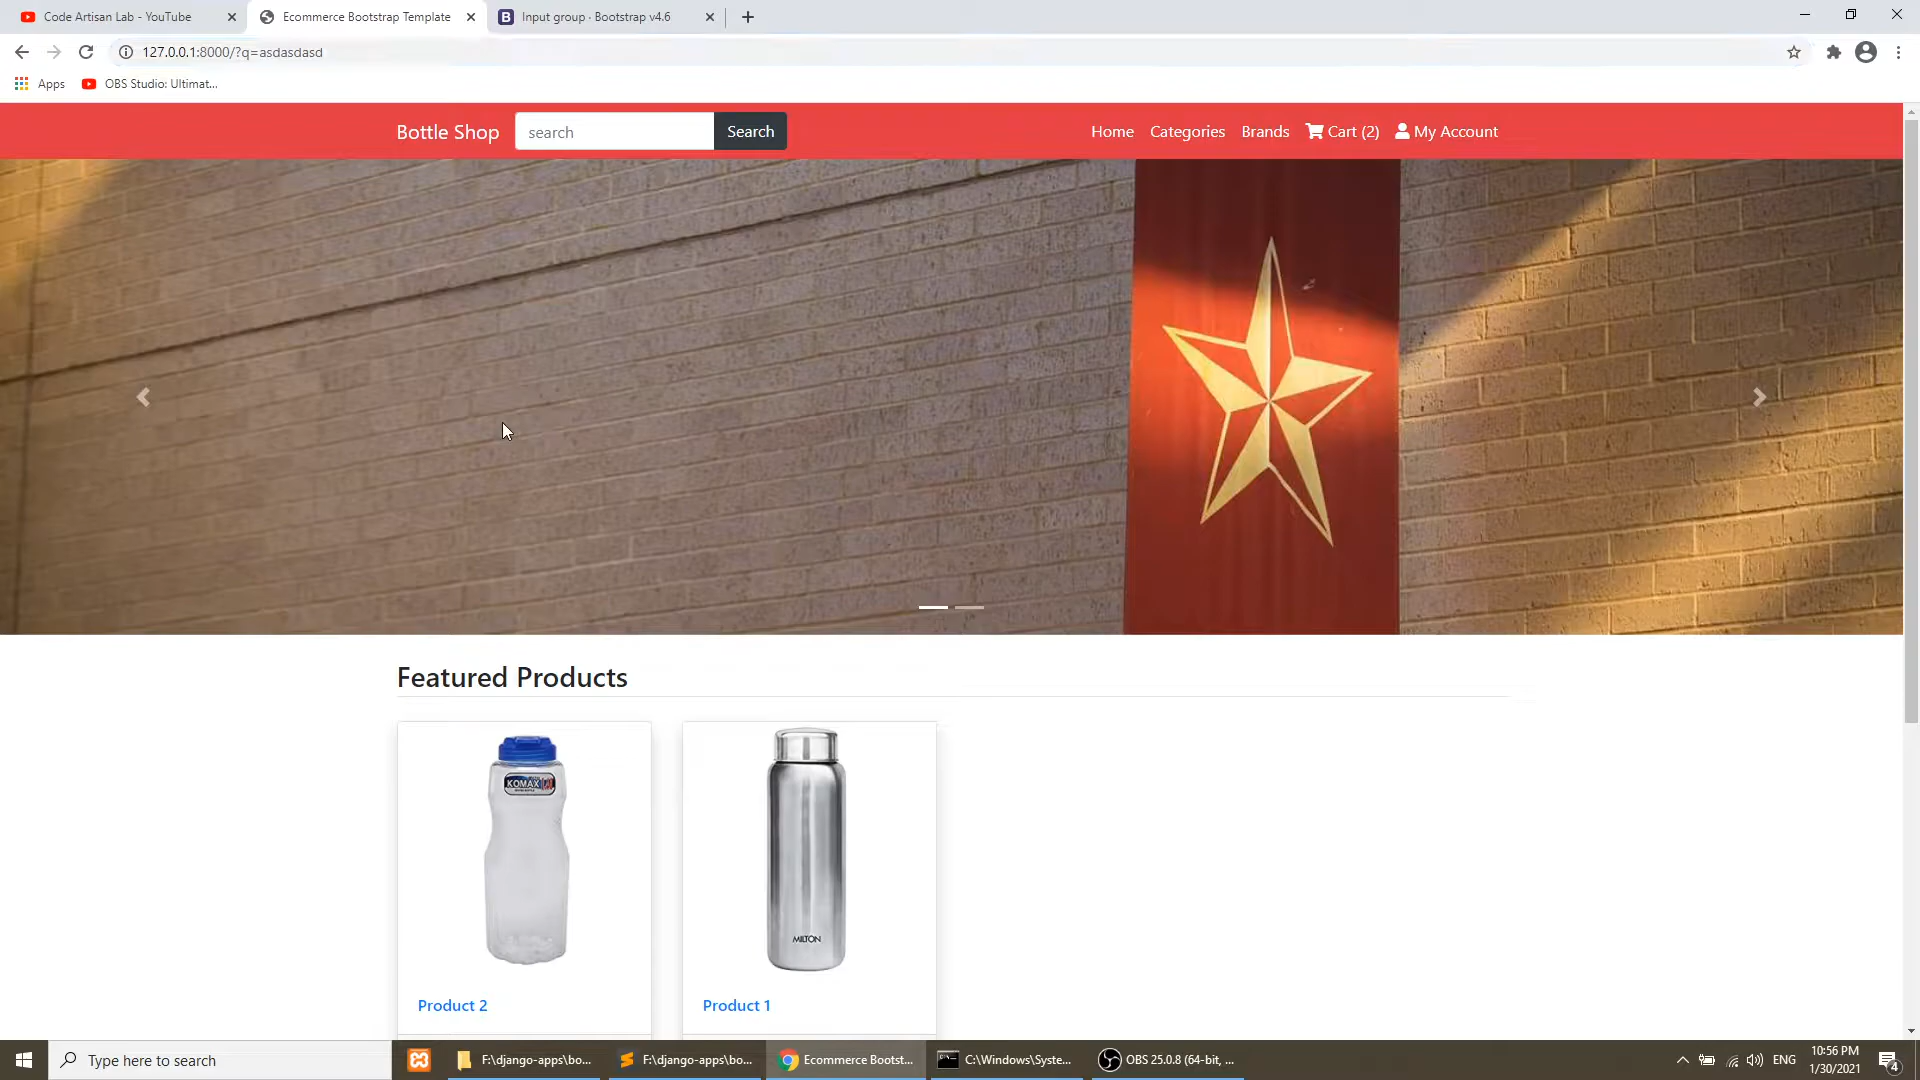 Code Artisan Lab - YouTube
Ecommerce Bootstrap Template
Input group · Bootstrap v4.6
127.0.0.1:8000/?q=asdasdasd
Apps
OBS Studio: Ultimat...
Bottle Shop
search
Search
Home
Categories
Brands
Cart (2)
My Account
Featured Products
KOMAX
MILTON
Product 2
Product 1
Type here to search
F:\django-apps\bo...
F:\django-apps\bo...
Ecommerce Bootst...
C:\Windows\Syste...
OBS 25.0.8 (64-bit, ...
ENG
10:56 PM
1/30/2021
4